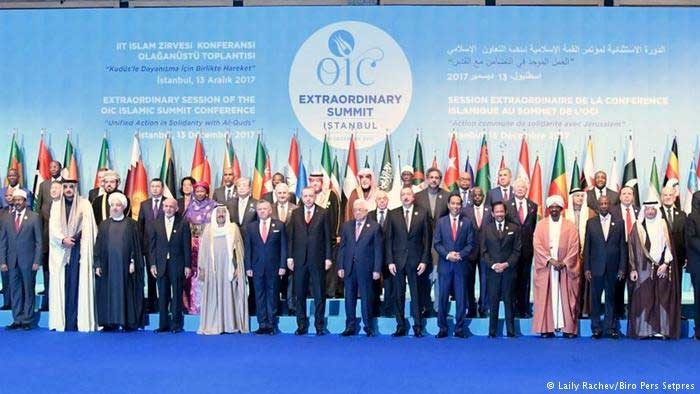 İİT İSLAM ZİRVESİ KONFERANSI
OLAĞANÜSTÜ TOPLANTISI
"Kudüs'le Dayanışma İçin Birlikte Hareket"
İstanbul, 13 Aralık 2017
EXTRAORDINARY SESSION OF THE
OIC ISLAMIC SUMMIT CONFERENCE
"Unified Action in Solidarity with Al-Quds"
İstanbul, 13 December 2017
OIC
EXTRAORDINARY
SUMMIT
ISTANBUL
الدورة الاستثنائية لمؤتمر القمة الإسلامية لمنظمة التعاون الإسلامي
"العمل الموحد في التضامن مع القدس"
اسطنبول، 13 ديسمبر 2017
SESSION EXTRAORDINAIRE DE LA CONFERENCE
ISLAMIQUE AU SOMMET DE L'OCI
"Action commune de solidarité avec Jérusalem"
Istanbul, 13 Décembre 2017
© Laily Rachev/Biro Pers Setpres